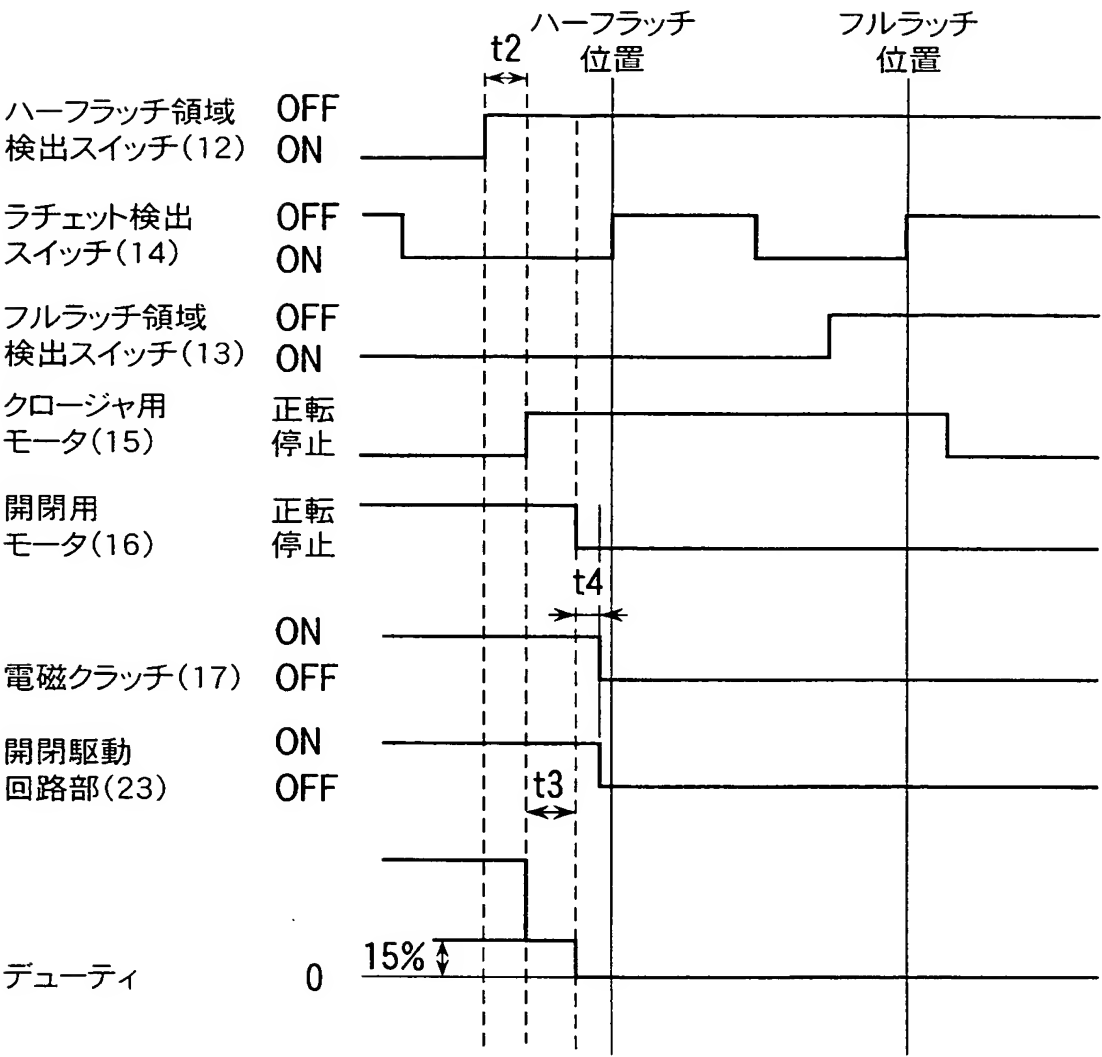 ハーフラッチ
位置
フルラッチ
位置
t2
ハーフラッチ領域 OFF
検出スイッチ(12) ON
ラチェット検出 OFF
スイッチ(14) ON
フルラッチ領域 OFF
検出スイッチ(13) ON
クロージャ用 正転
モータ(15) 停止
開閉用 正転
モータ(16) 停止
t4
ON
電磁クラッチ(17) OFF
開閉駆動 ON
回路部(23) OFF
t3
15%
デューティ 0